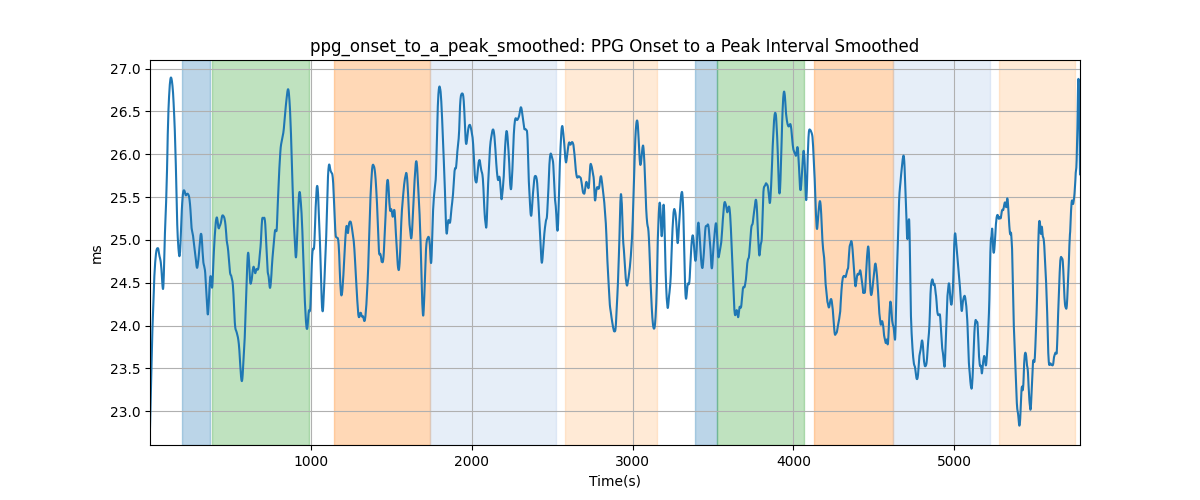 ppg_onset_to_a_peak_smoothed: PPG Onset to a Peak Interval Smoothed
27.0
26.5
26.0
25.5
25.0
24.5
24.0
23.5
23.0
ms
1000 2000 3000 4000 5000
Time(s)